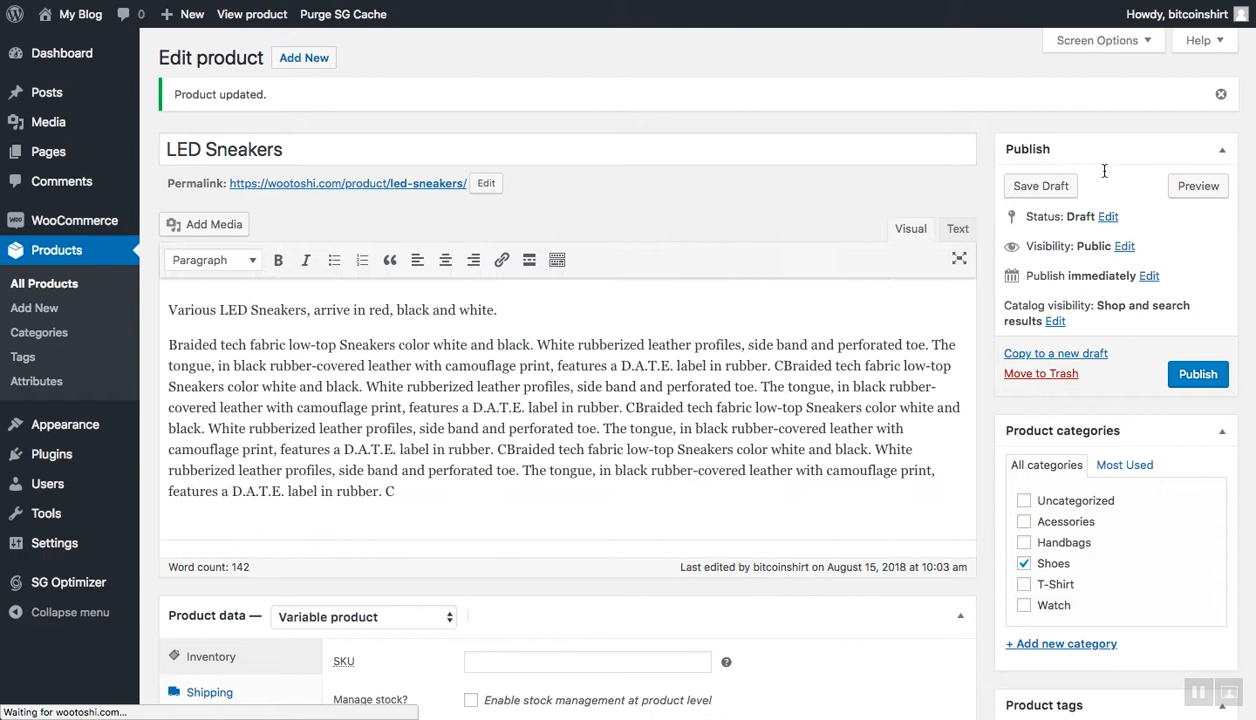 My Blog 0 New View product Purge SG Cache Howdy, bitcoinshirt
Dashboard
Posts
Media
Pages
Comments
WooCommerce
Products
All Products
Add New
Categories
Tags
Attributes
Appearance
Plugins
Users
Tools
Settings
SG Optimizer
Collapse menu
Screen Options Help
Edit product Add New
Product updated.
LED Sneakers
Permalink: https://wootoshi.com/product/led-sneakers/ Edit
Add Media
Visual Text
Paragraph
Various LED Sneakers, arrive in red, black and white.
Braided tech fabric low-top Sneakers color white and black. White rubberized leather profiles, side band and perforated toe. The
tongue, in black rubber-covered leather with camouflage print, features a D.A.T.E. label in rubber. CBraided tech fabric low-top
Sneakers color white and black. White rubberized leather profiles, side band and perforated toe. The tongue, in black rubber-
covered leather with camouflage print, features a D.A.T.E. label in rubber. CBraided tech fabric low-top Sneakers color white and
black. White rubberized leather profiles, side band and perforated toe. The tongue, in black rubber-covered leather with
camouflage print, features a D.A.T.E. label in rubber. CBraided tech fabric low-top Sneakers color white and black. White
rubberized leather profiles, side band and perforated toe. The tongue, in black rubber-covered leather with camouflage print,
features a D.A.T.E. label in rubber. C
Word count: 142 Last edited by bitcoinshirt on August 15, 2018 at 10:03 am
Product data — Variable product
Inventory
Shipping
SKU
Manage stock? Enable stock management at product level
Publish
Save Draft Preview
Status: Draft Edit
Visibility: Public Edit
Publish immediately Edit
Catalog visibility: Shop and search
results Edit
Copy to a new draft
Move to Trash Publish
Product categories
All categories Most Used
Uncategorized
Acessories
Handbags
Shoes
T-Shirt
Watch
+ Add new category
Product tags
Waiting for wootoshi.com...